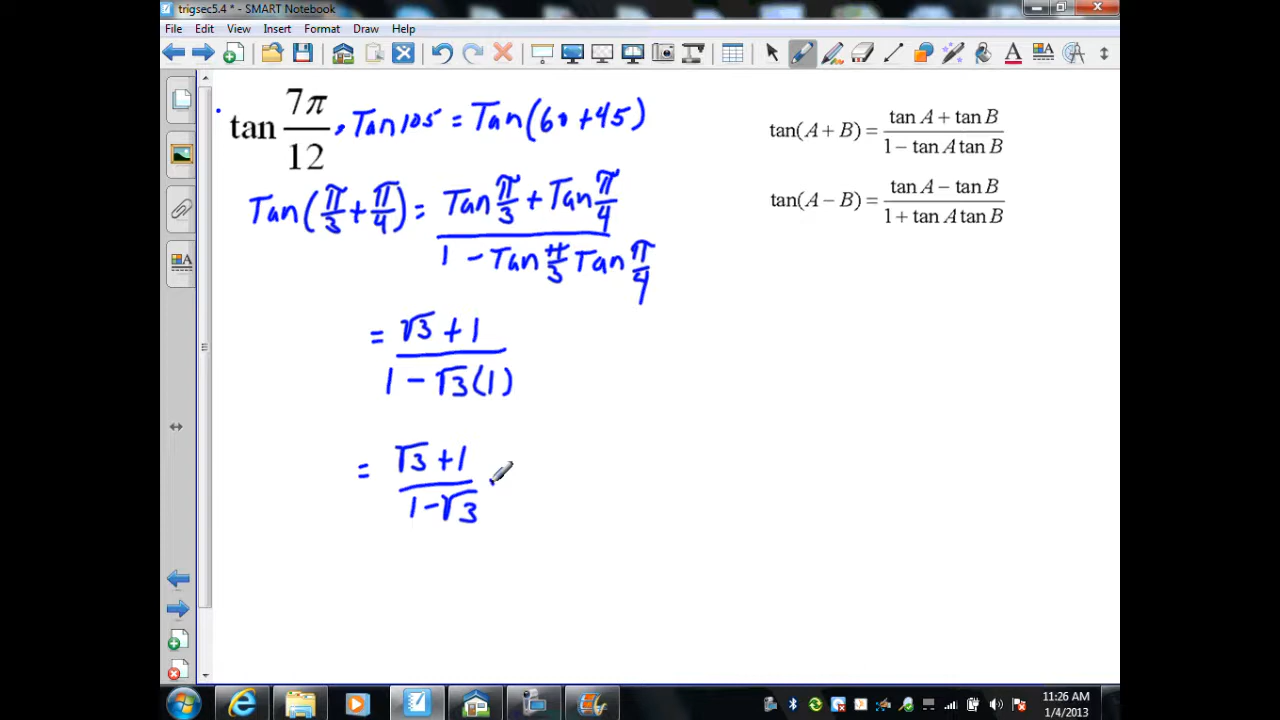 trigsec5.4 * - SMART Notebook
File Edit View Insert Format Draw Help
tan 7π/12, Tan 105 = Tan(60 + 45)
Tan(π/3 + π/4) = (Tan π/3 + Tan π/4)/(1 - Tan π/3 Tan π/4)
= (√3 + 1)/(1 - √3(1))
= (√3 + 1)/(1 - √3)
tan(A + B) = (tan A + tan B)/(1 − tan A tan B)
tan(A − B) = (tan A − tan B)/(1 + tan A tan B)
11:26 AM
1/4/2013